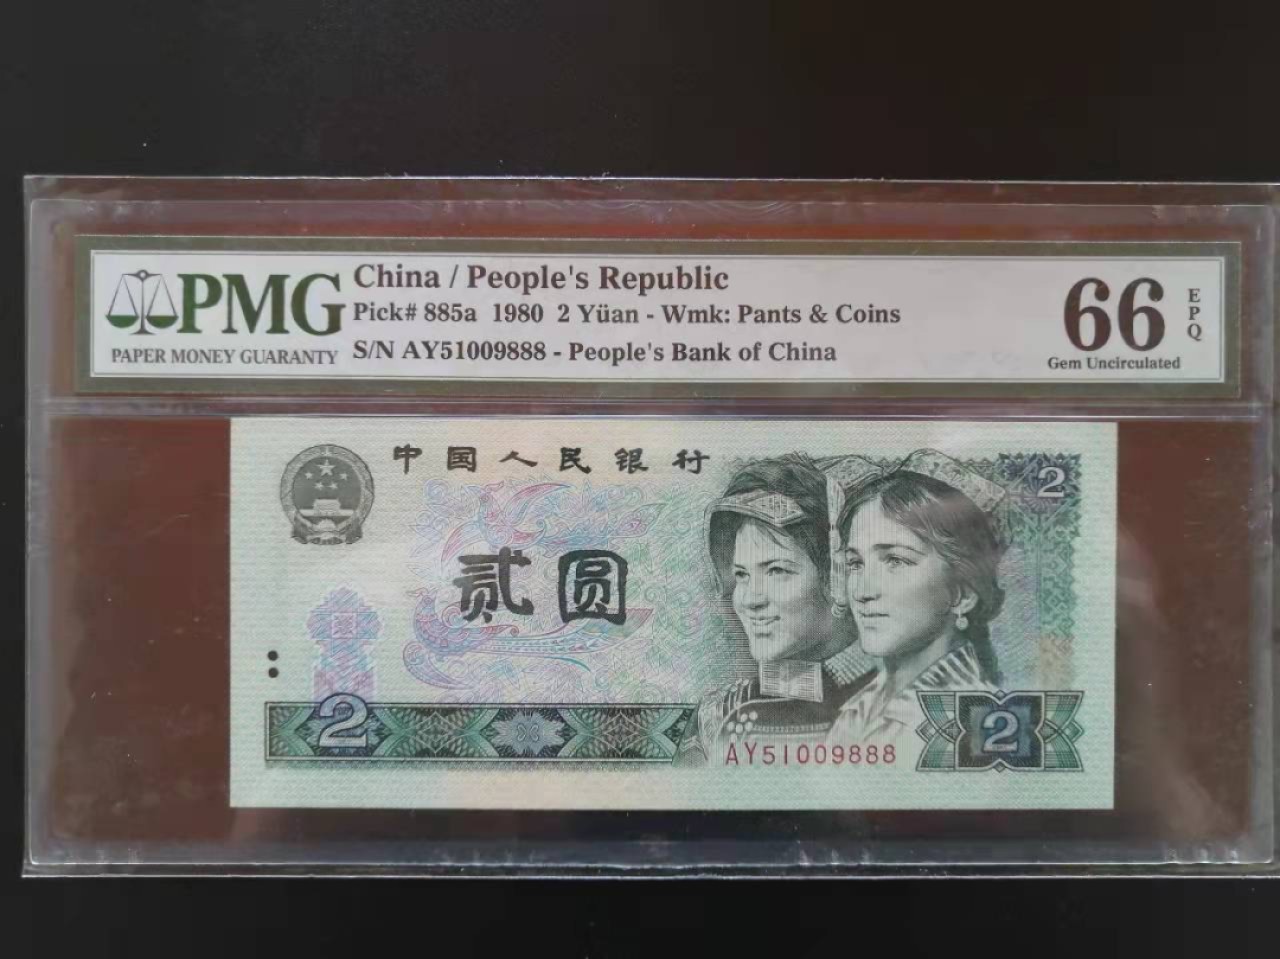 PMG
PAPER MONEY GUARANTY
China / People's Republic
Pick# 885a 1980 2 Yüan - Wmk: Pants & Coins
S/N AY51009888 - People's Bank of China
66
EPQ
Gem Uncirculated
中国人民银行
2
贰圆
2
2
AY51009888